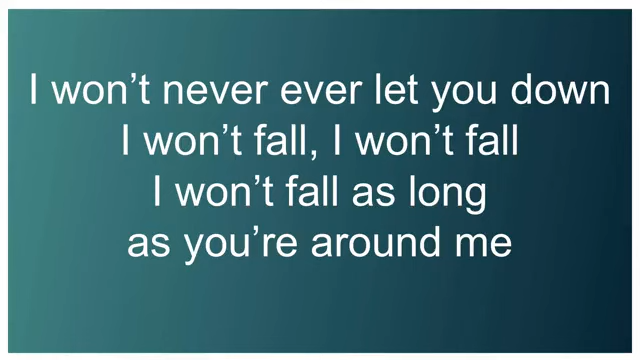 I won’t never ever let you down
I won’t fall, I won’t fall
I won’t fall as long
as you’re around me